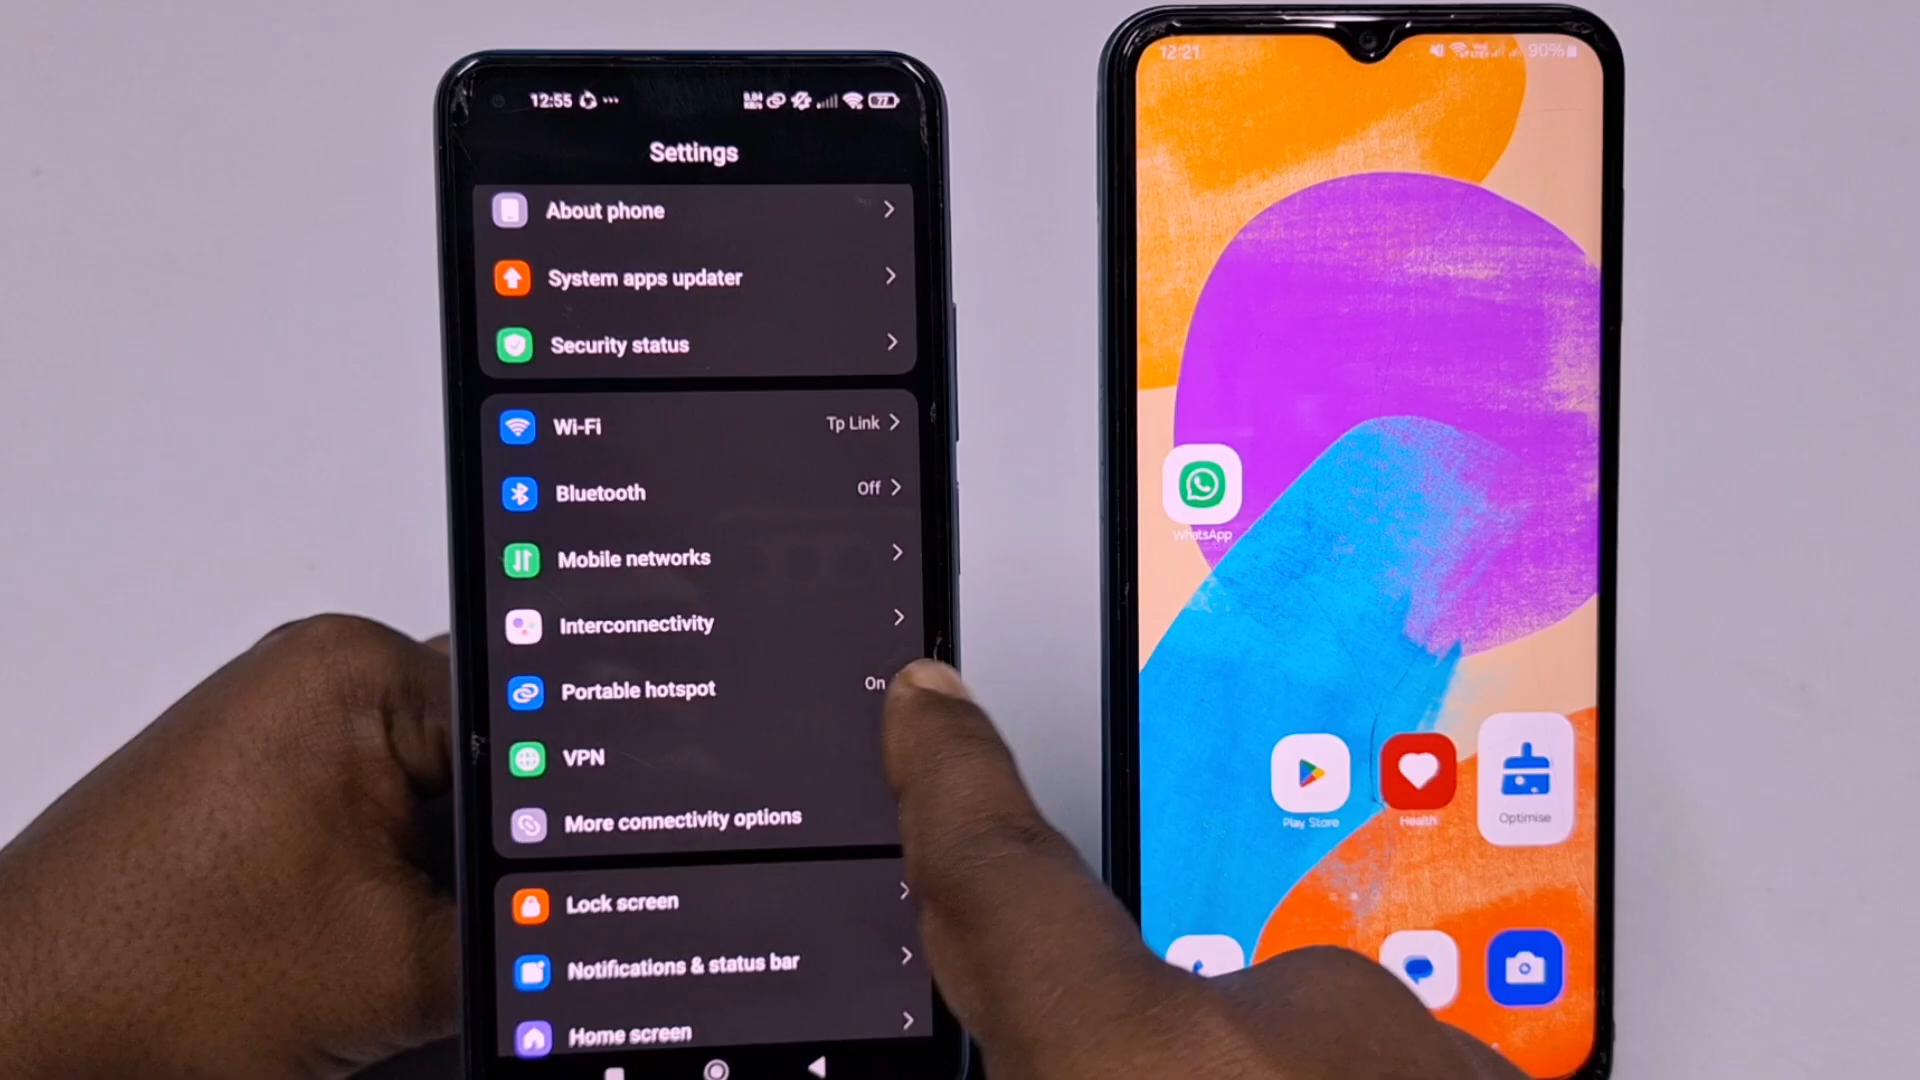 12:55
77
Settings
About phone
System apps updater
Security status
Wi-Fi
Tp Link
Bluetooth
Off
Mobile networks
Interconnectivity
Portable hotspot
On
VPN
More connectivity options
Lock screen
Notifications & status bar
Home screen
12:21
90%
WhatsApp
Play Store
Health
Optimise